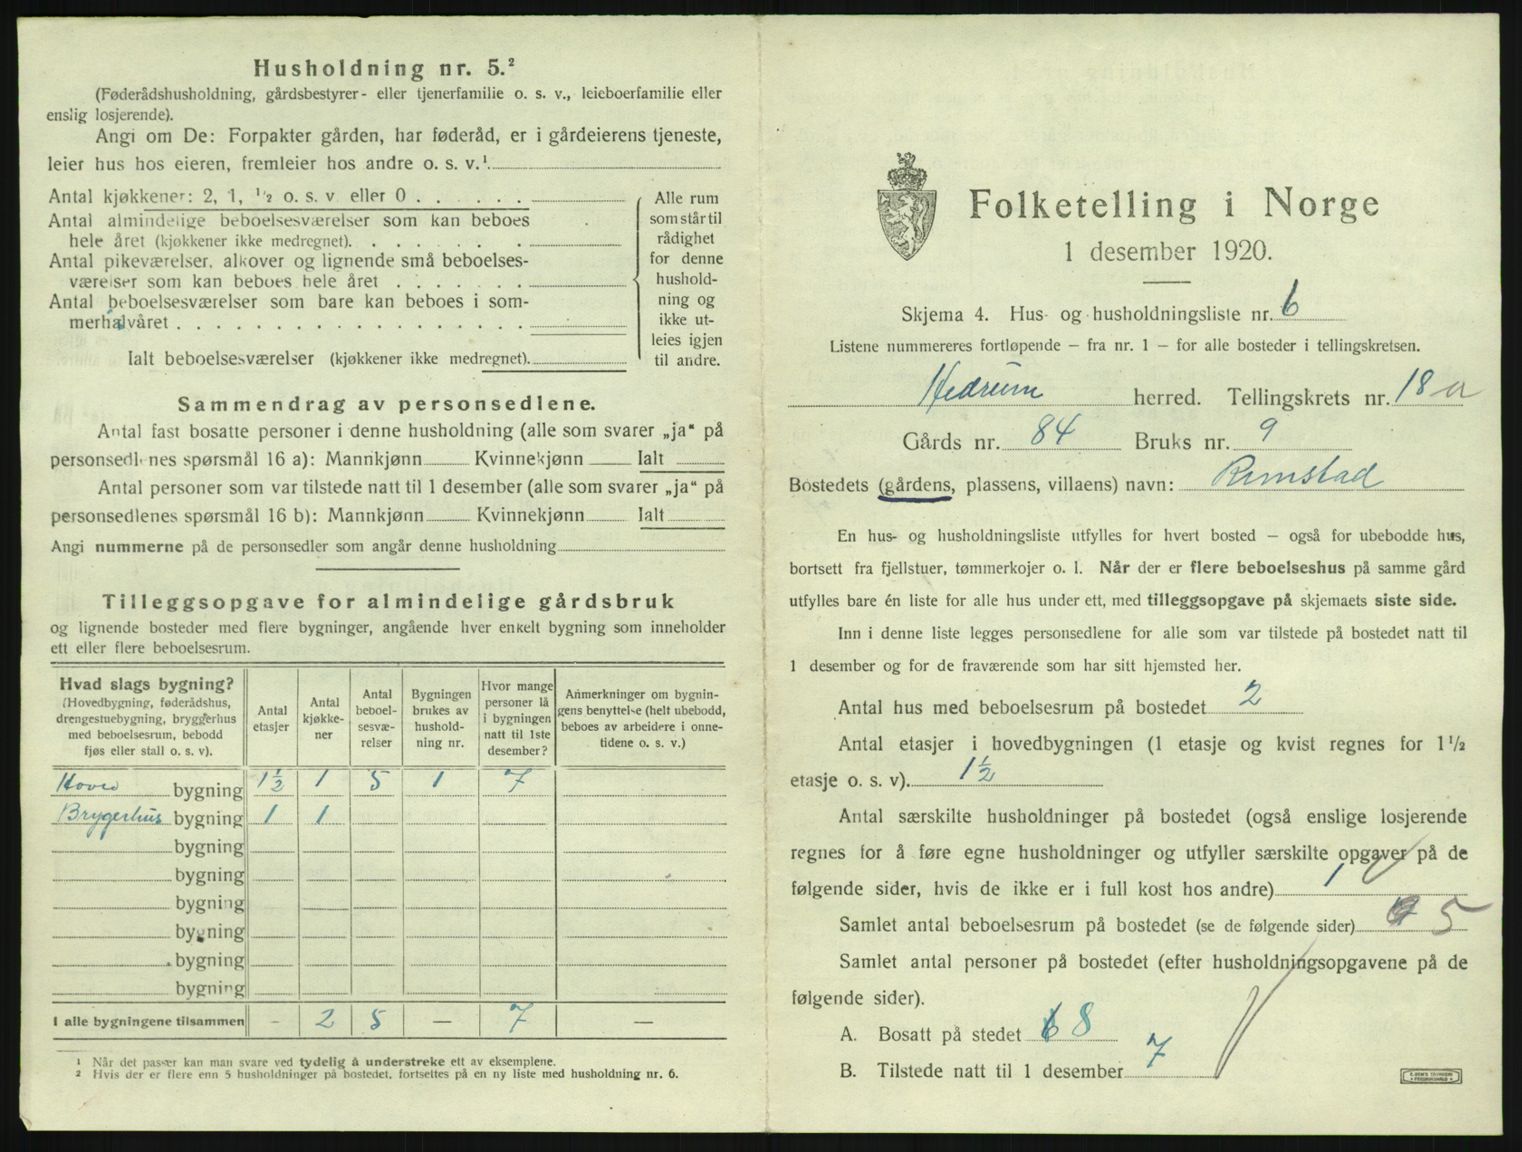 Husholdning nr. 5.²
(Føderådshusholdning, gårdsbestyrer- eller tjenerfamilie o. s. v., leieboerfamilie eller
enslig losjerende).
Angi om De: Forpakter gården, har føderåd, er i gårdeierens tjeneste,
leier hus hos eieren, fremleier hos andre o. s. v.¹.
Antal kjøkkener: 2, 1, ¹/₂ o. s. v. eller 0
Antal almindelige beboelsesværelser som kan beboes
hele året (kjøkkener ikke medregnet).
Antal pikeværelser, alkover og lignende små beboelses-
værelser som kan beboes hele året
Antal beboelsesværelser som bare kan beboes i som-
merhalvåret
Ialt beboelsesværelser (kjøkkener ikke medregnet).
Alle rum
som står til
rådighet
for denne
hushold-
ning og
ikke ut-
leies igjen
til andre.
Sammendrag av personsedlene.
Antal fast bosatte personer i denne husholdning (alle som svarer „ja“ på
personsedlenes spørsmål 16 a): Mannkjønn Kvinnekjønn Ialt
Antal personer som var tilstede natt til 1 desember (alle som svarer „ja“ på
personsedlenes spørsmål 16 b): Mannkjønn Kvinnekjønn Ialt
Angi nummerne på de personsedler som angår denne husholdning
Tilleggsopgave for almindelige gårdsbruk
og lignende bosteder med flere bygninger, angående hver enkelt bygning som inneholder
ett eller flere beboelsesrum.
Hvad slags bygning?
(Hovedbygning, føderådshus,
drengestuebygning, bryggerhus
med beboelsesrum, bebodd
fjøs eller stall o. s. v).
Antal
etasjer
Antal
kjøkke-
ner
Antal
beboel-
sesvæ-
relser
Bygningen
brukes av
hushold-
ning nr.
Hvor mange
personer lå
i bygningen
natt til 1ste
desember?
Anmerkninger om bygnin-
gens benyttelse (helt ubebodd,
beboes av arbeidere i onne-
tidene o. s. v.)
Hoved bygning 1½ 1 5 1 7
Brygerhus bygning 1 1
bygning
bygning
bygning
bygning
bygning
bygning
I alle bygningene tilsammen - 2 5 — 7 —
¹ Når det passer kan man svare ved tydelig å understreke ett av eksemplene.
² Hvis der er flere enn 5 husholdninger på bostedet, fortsettes på en ny liste med husholdning nr. 6.
Folketelling i Norge
1 desember 1920.
Skjema 4. Hus- og husholdningsliste nr. 6
Listene nummereres fortløpende – fra nr. 1 – for alle bosteder i tellingskretsen.
Hedrum herred. Tellingskrets nr. 18 a
Gårds nr. 84 Bruks nr. 9
Bostedets (gårdens, plassens, villaens) navn: Rimstad
En hus- og husholdningsliste utfylles for hvert bosted – også for ubebodde hus,
bortsett fra fjellstuer, tømmerkojer o. l. Når der er flere beboelseshus på samme gård
utfylles bare én liste for alle hus under ett, med tilleggsopgave på skjemaets siste side.
Inn i denne liste legges personsedlene for alle som var tilstede på bostedet natt til
1 desember og for de fraværende som har sitt hjemsted her.
Antal hus med beboelsesrum på bostedet 2
Antal etasjer i hovedbygningen (1 etasje og kvist regnes for 1¹/₂
etasje o. s. v). 1½
Antal særskilte husholdninger på bostedet (også enslige losjerende
regnes for å føre egne husholdninger og utfyller særskilte opgaver på de
følgende sider, hvis de ikke er i full kost hos andre) 1
Samlet antal beboelsesrum på bostedet (se de følgende sider) 5
Samlet antal personer på bostedet (efter husholdningsopgavene på de
følgende sider).
A. Bosatt på stedet 6 8
B. Tilstede natt til 1 desember 7